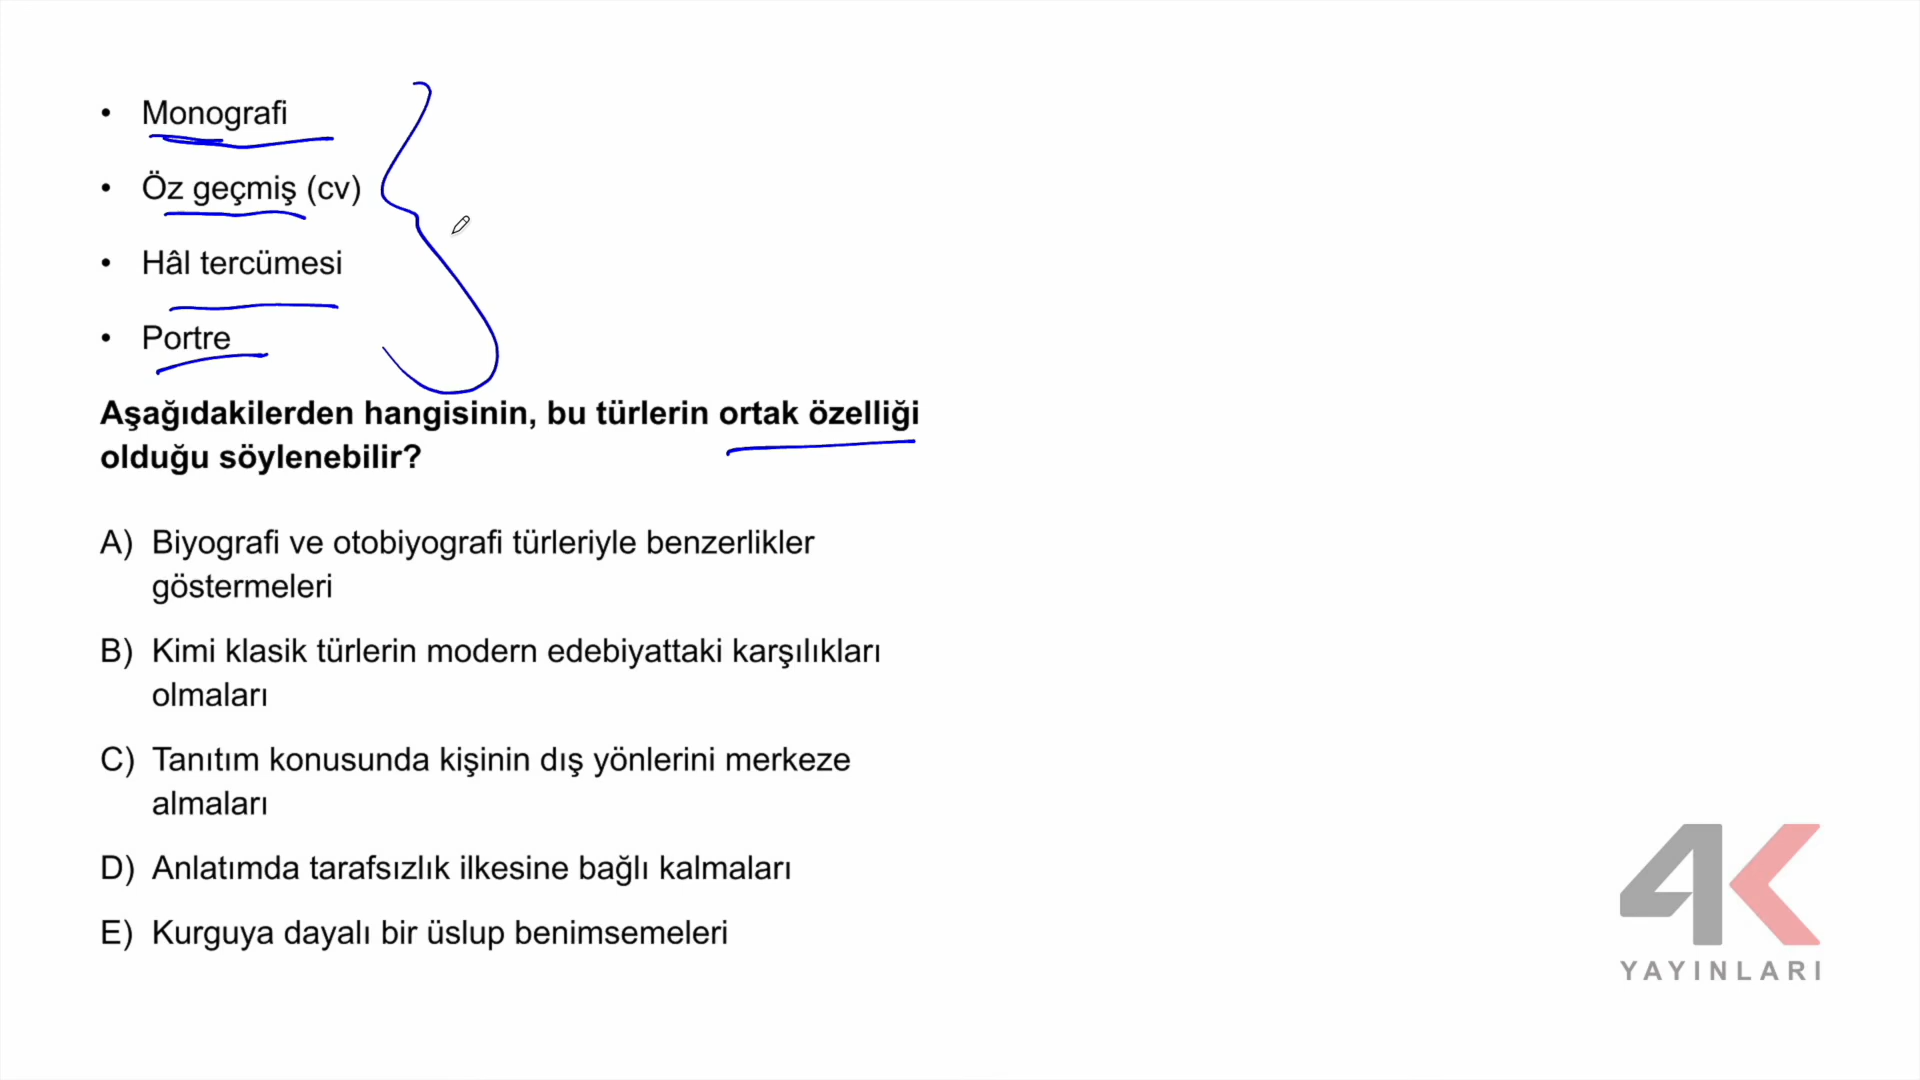 • Monografi
• Öz geçmiş (cv)
• Hâl tercümesi
• Portre
Aşağıdakilerden hangisinin, bu türlerin ortak özelliği
olduğu söylenebilir?
A) Biyografi ve otobiyografi türleriyle benzerlikler
göstermeleri
B) Kimi klasik türlerin modern edebiyattaki karşılıkları
olmaları
C) Tanıtım konusunda kişinin dış yönlerini merkeze
almaları
D) Anlatımda tarafsızlık ilkesine bağlı kalmaları
E) Kurguya dayalı bir üslup benimsemeleri
4K
YAYINLARI